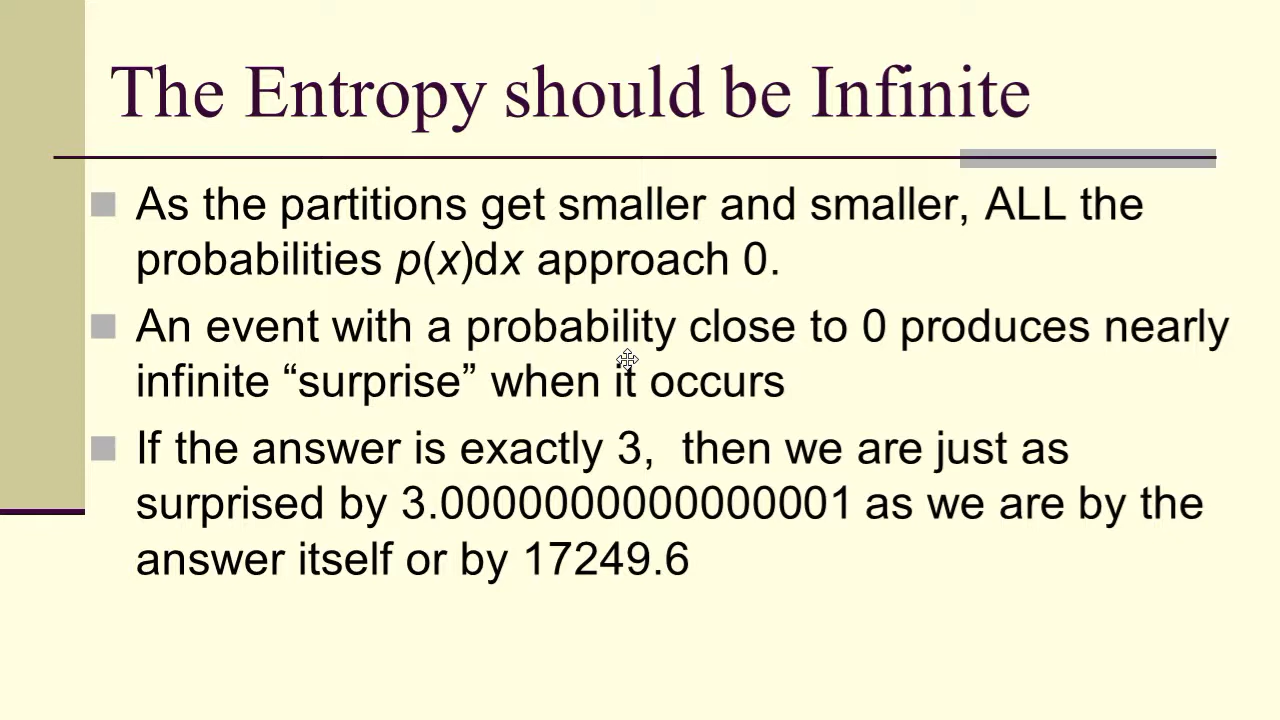 The Entropy should be Infinite
As the partitions get smaller and smaller, ALL the
probabilities p(x)dx approach 0.
An event with a probability close to 0 produces nearly
infinite “surprise” when it occurs
If the answer is exactly 3,  then we are just as
surprised by 3.0000000000000001 as we are by the
answer itself or by 17249.6